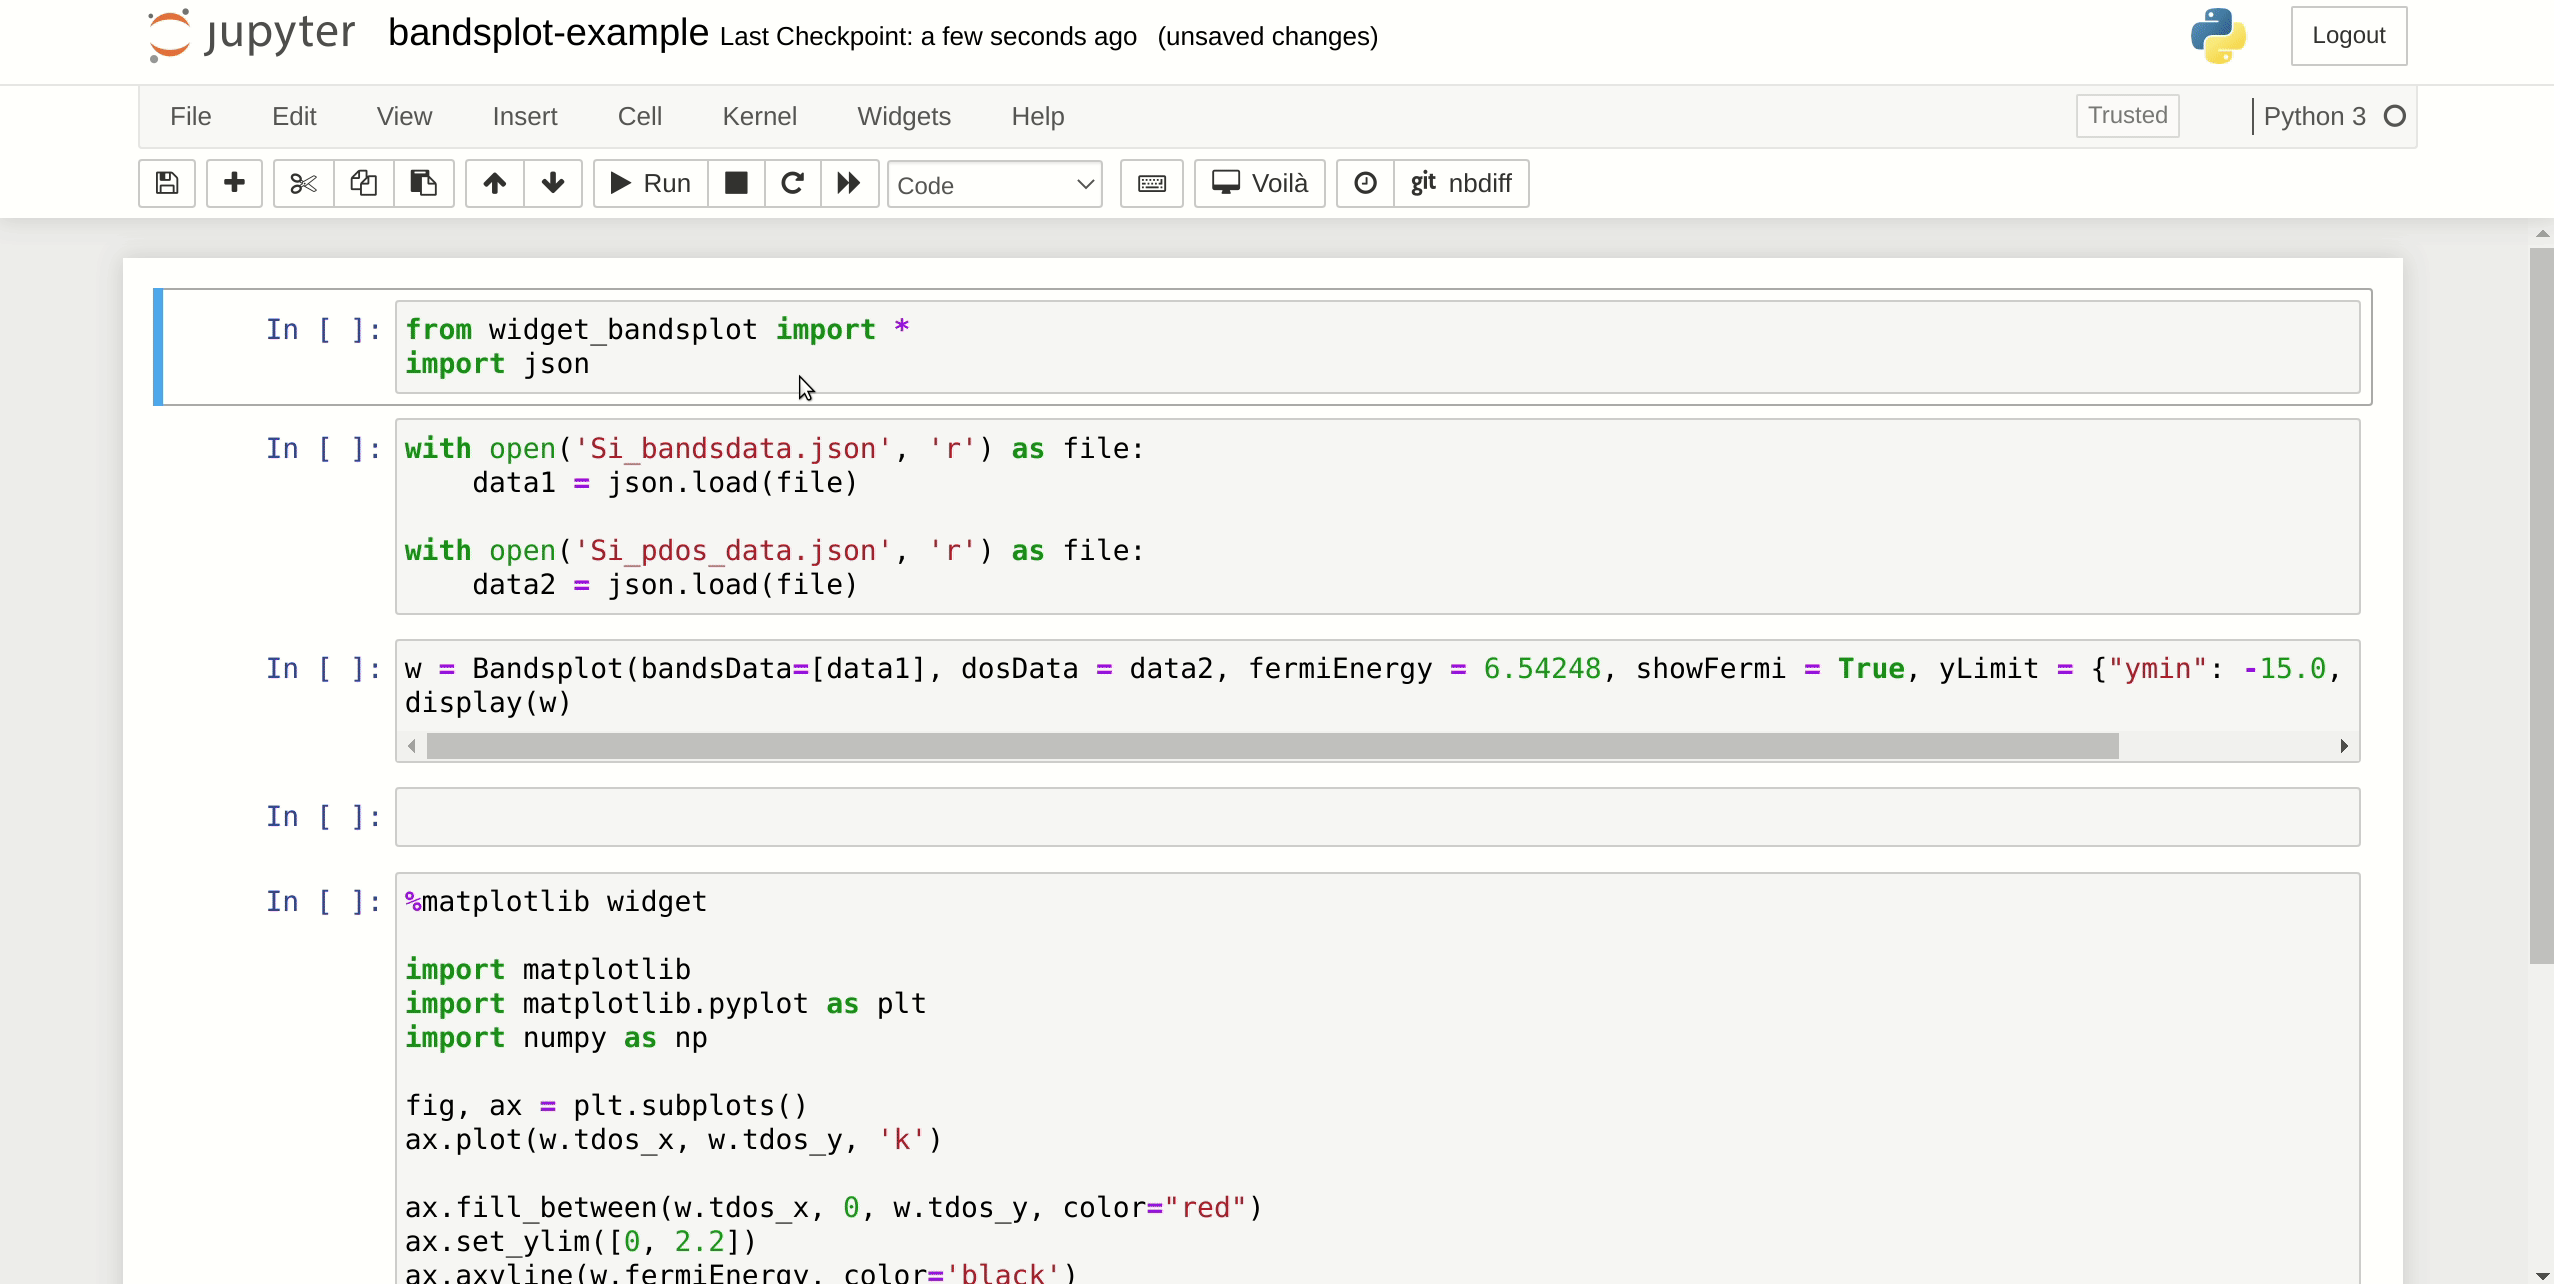 jupyter bandsplot-example Last Checkpoint: a few seconds ago (unsaved changes) Logout
File Edit View Insert Cell Kernel Widgets Help Trusted Python 3
Run Code Voilà git nbdiff
In [ ]: from widget_bandsplot import *
import json
In [ ]: with open('Si_bandsdata.json', 'r') as file:
    data1 = json.load(file)
with open('Si_pdos_data.json', 'r') as file:
    data2 = json.load(file)
In [ ]: w = Bandsplot(bandsData=[data1], dosData = data2, fermiEnergy = 6.54248, showFermi = True, yLimit = {"ymin": -15.0,
display(w)
In [ ]:
In [ ]: %matplotlib widget
import matplotlib
import matplotlib.pyplot as plt
import numpy as np
fig, ax = plt.subplots()
ax.plot(w.tdos_x, w.tdos_y, 'k')
ax.fill_between(w.tdos_x, 0, w.tdos_y, color="red")
ax.set_ylim([0, 2.2])
ax.axvline(w.fermiEnergy, color='black')